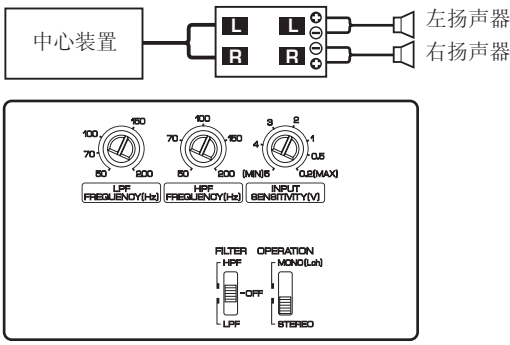 中心装置
L L
R R
左扬声器
右扬声器
100 150
70
50 200
LPF
FREQUENCY(Hz)
100
70 150
50 200
HPF
FREQUENCY(Hz)
3 2
4 1
0.5
(MIN)5 0.2(MAX)
INPUT
SENSITIVITY(V)
FILTER OPERATION
HPF MONO(Lch)
OFF
LPF STEREO